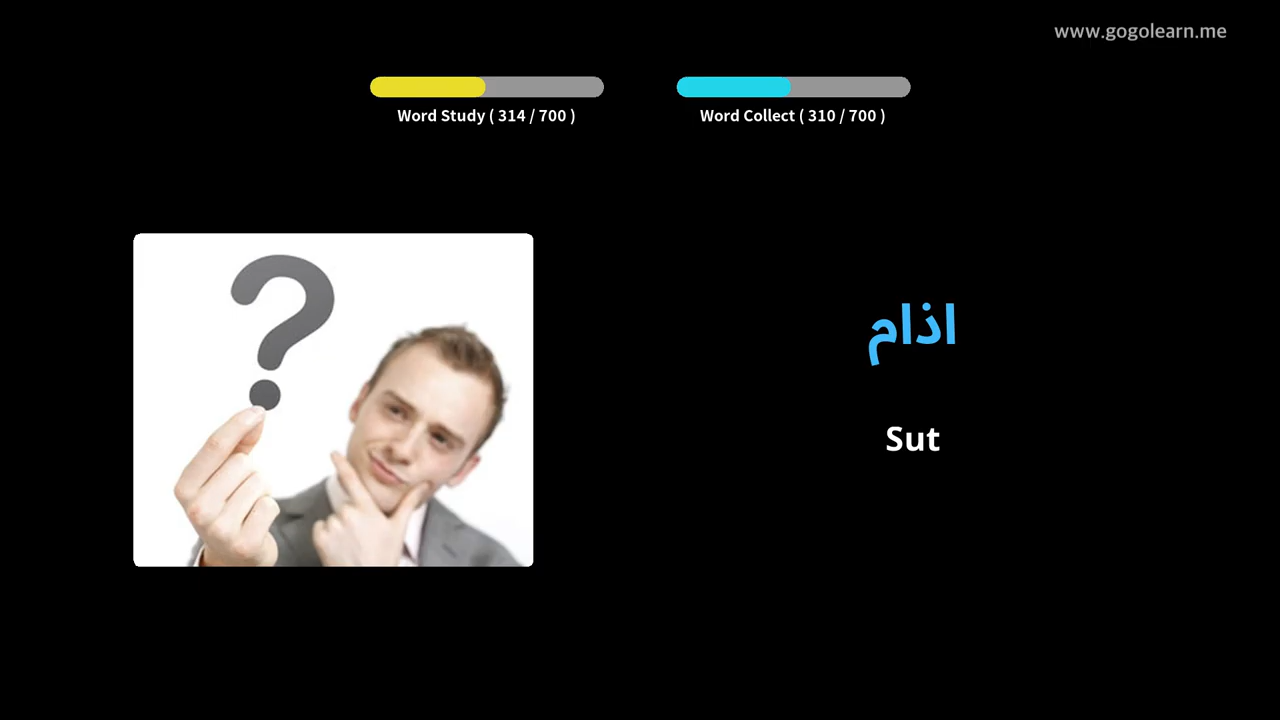 www.gogolearn.me
Word Study ( 314 / 700 )
Word Collect ( 310 / 700 )
?
اذام
Sut